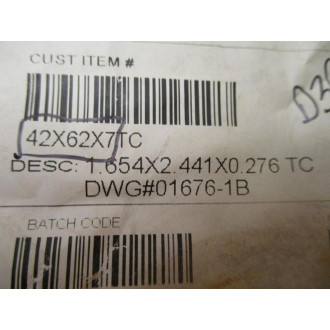 CUST ITEM #
42X62X7TC
DESC: 1.654X2.441X0.276 TC
DWG#01676-1B
BATCH CODE